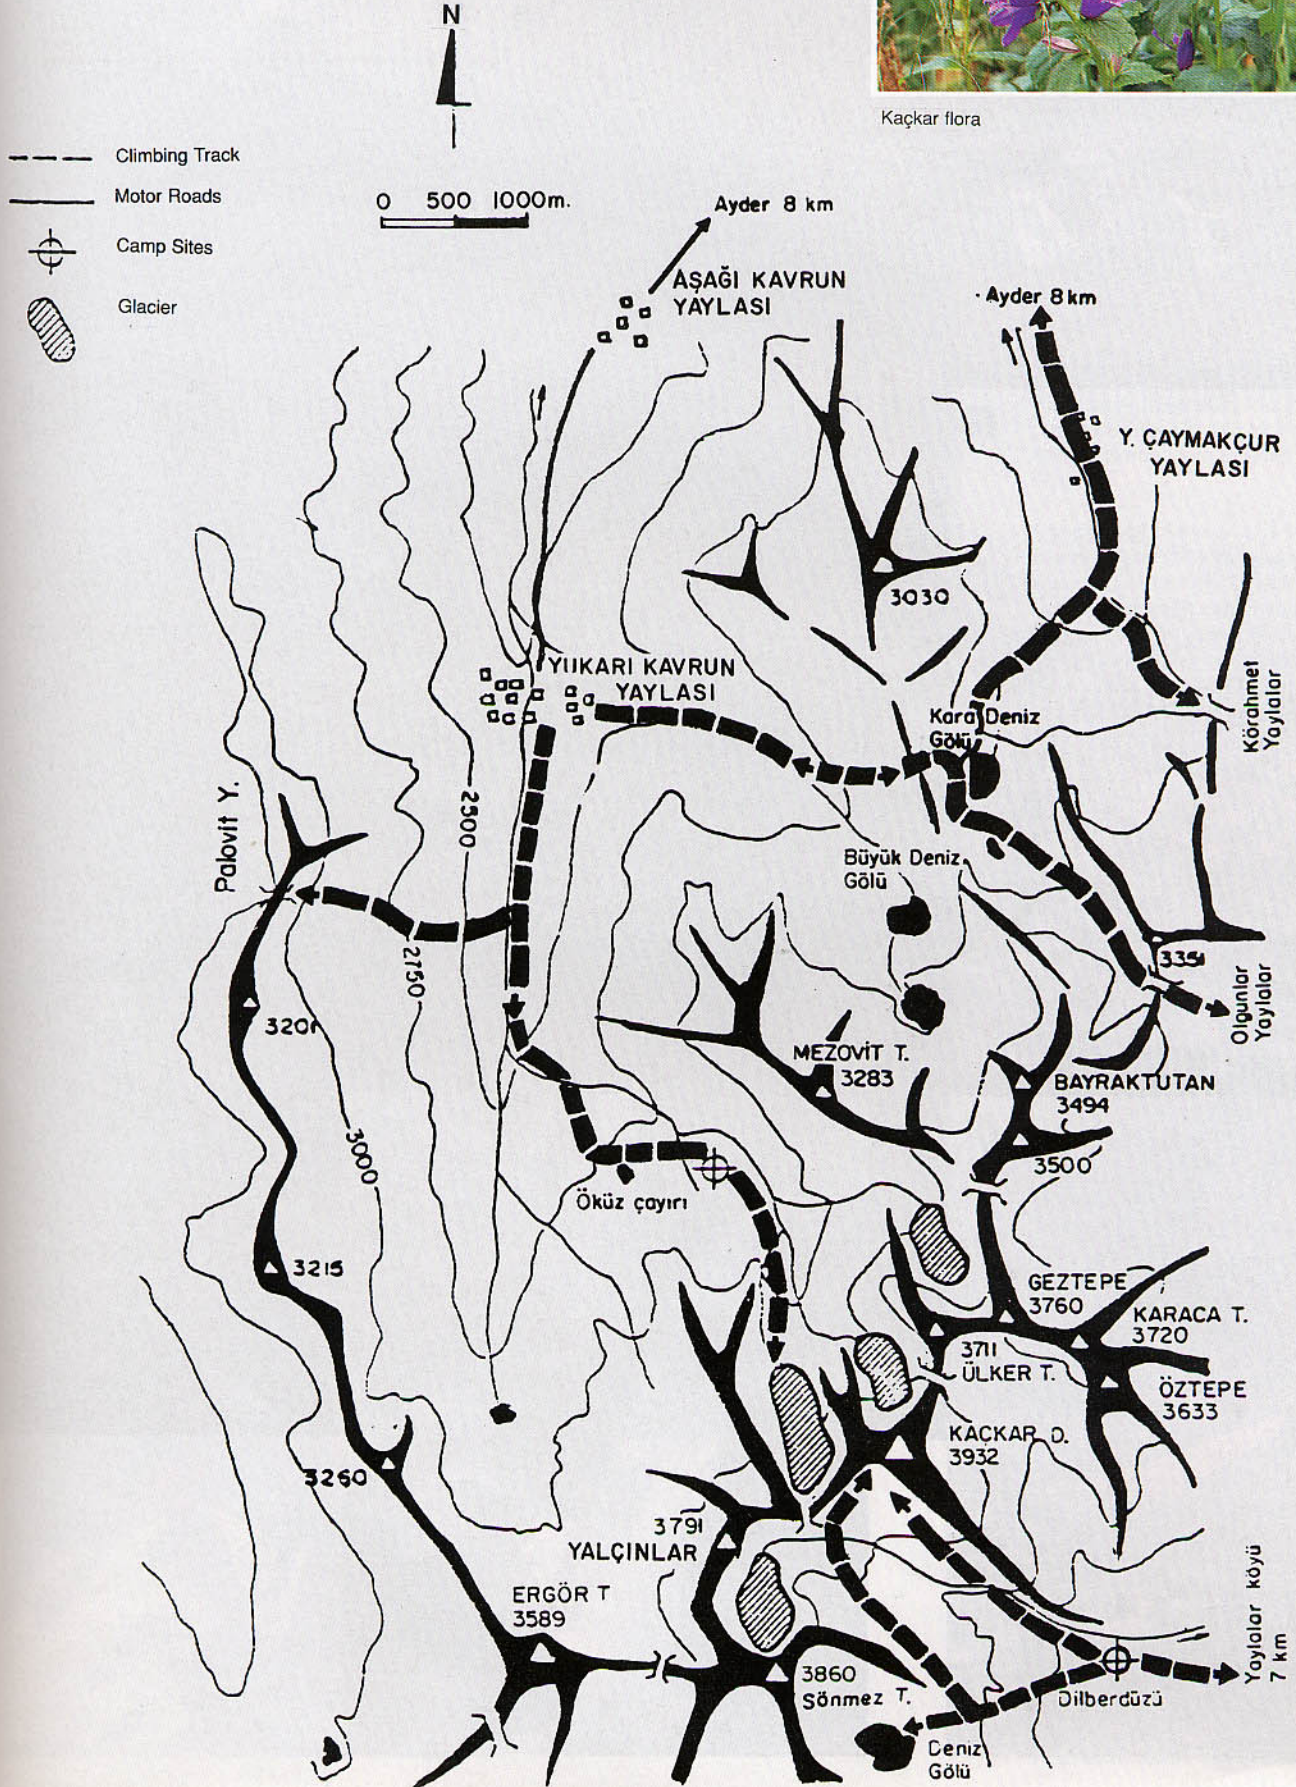 N
Kaçkar flora
Climbing Track
Motor Roads
Camp Sites
Glacier
0 500 1000m.
Ayder 8 km
AŞAĞI KAVRUN
YAYLASI
Ayder 8km
Y. ÇAYMAKÇUR
YAYLASI
3030
YUKARI KAVRUN
YAYLASI
Kara Deniz
Gölü
Körahmet
Yaylalar
Palovit Y.
2500
Büyük Deniz
Gölü
2750
3351
Olgunlar
Yaylalar
3201
MEZOVİT T.
3283
BAYRAKTUTAN
3494
3000
3500
Öküz çayırı
3215
GEZTEPE
3760
KARACA T.
3720
3711
ÜLKER T.
ÖZTEPE
3633
KAÇKAR D.
3932
3260
3791
YALÇINLAR
ERGÖR T
3589
3860
Sönmez T.
Dilberdüzü
Yaylalar köyü
7 km
Deniz
Gölü